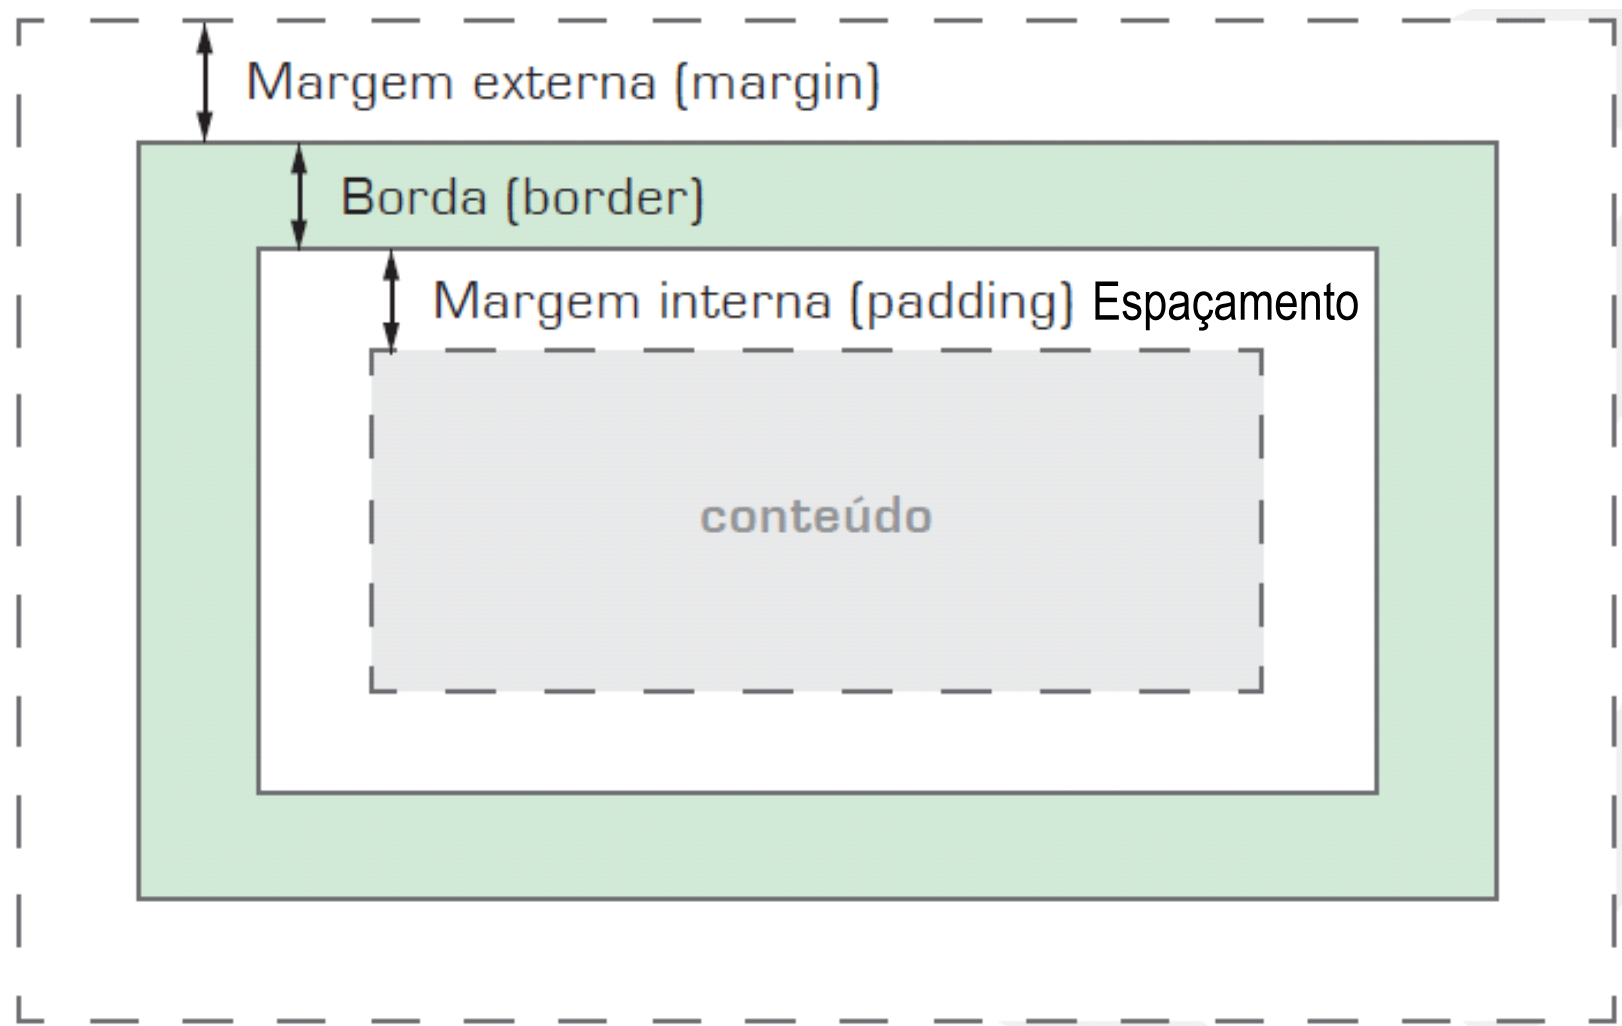 Margem externa (margin)
Borda (border)
Margem interna (padding) Espaçamento
conteúdo